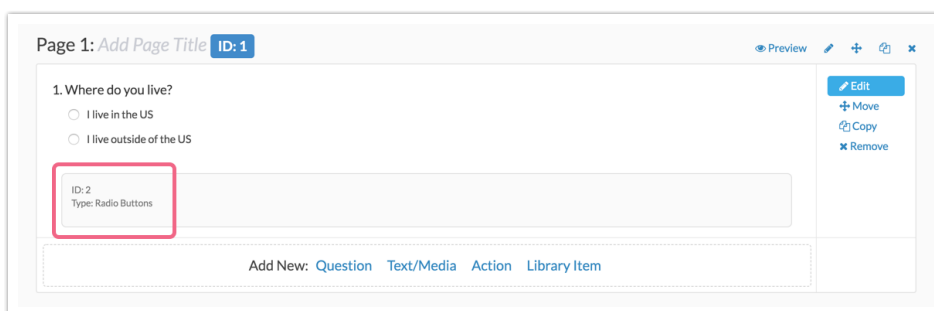 Page 1: Add Page Title ID: 1
Preview
1. Where do you live?
I live in the US
I live outside of the US
ID: 2
Type: Radio Buttons
Edit
Move
Copy
Remove
Add New: Question Text/Media Action Library Item